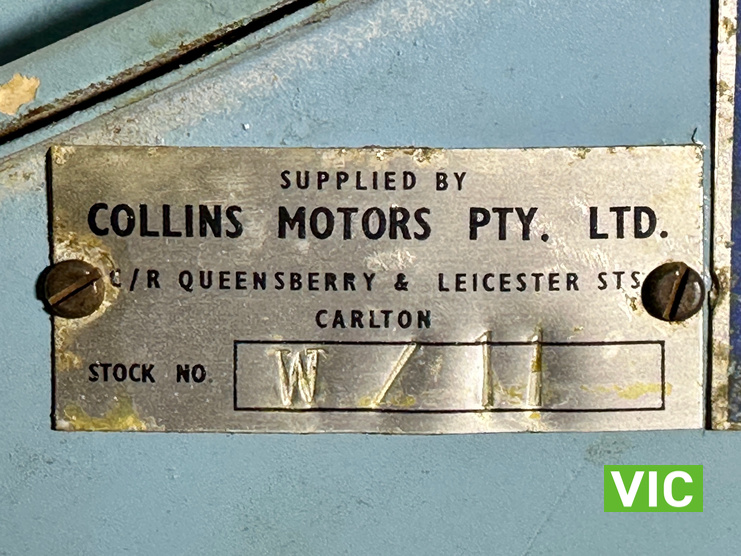 SUPPLIED BY
COLLINS MOTORS PTY. LTD.
C/R QUEENSBERRY & LEICESTER STS
CARLTON
STOCK NO. W / 11
VIC